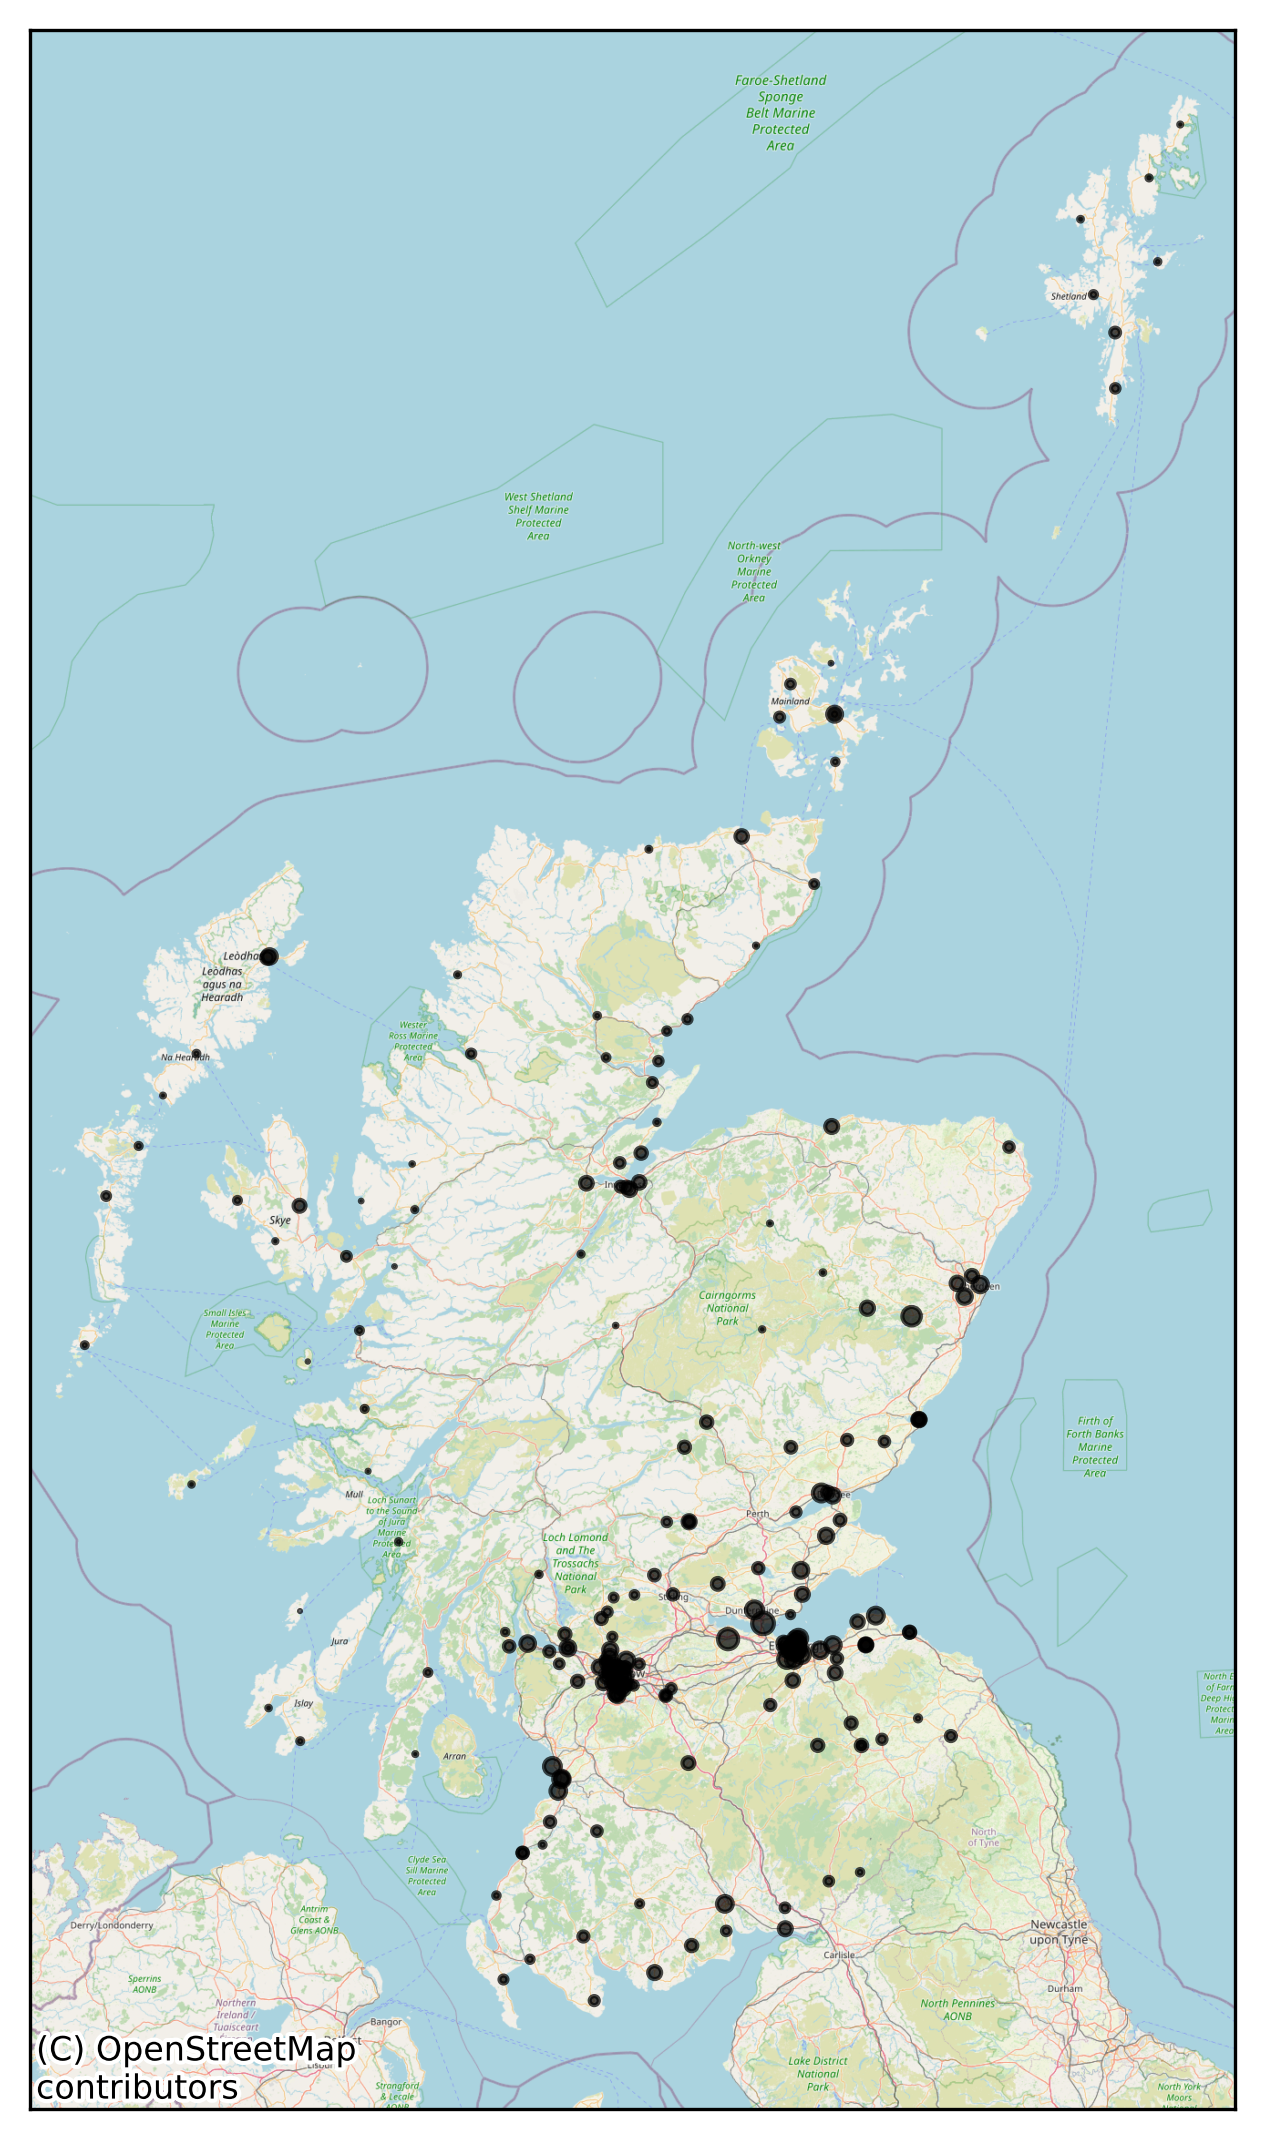 Faroe-Shetland
Sponge
Belt Marine
Protected
Area
Shetland
West Shetland
Shelf Marine
Protected
Area
North-west
Orkney
Marine
Protected
Area
Mainland
Leòdhas
agus na
Hearadh
Wester
Ross Marine
Protected
Area
Na Hearadh
Skye
Cairngorms
National
Park
Small Isles
Marine
Protected
Area
Firth of
Forth Banks
Marine
Protected
Area
Mull
Loch Sunart
to the Sound
of Jura
Marine
Protected
Area
Perth
Loch Lomond
and The
Trossachs
National
Park
Jura
Islay
Arran
Clyde Sea
Sill Marine
Protected
Area
North
of Tyne
Derry/Londonderry
Antrim
Coast &
Glens AONB
Newcastle
upon Tyne
Carlisle
Sperrins
AONB
Durham
Northern
Ireland /
Tuaisceart
North Pennines
AONB
Bangor
Lake District
National
Park
Strangford
& Lecale
AONB
North York
Moors
(C) OpenStreetMap
contributors